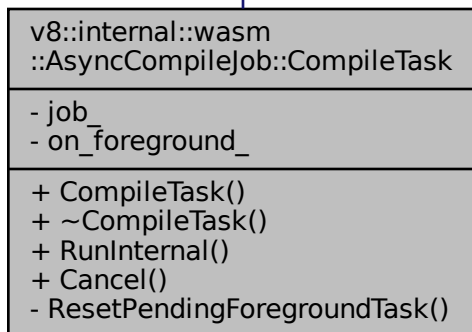 v8::internal::wasm
::AsyncCompileJob::CompileTask
- job_
- on_foreground_
+ CompileTask()
+ ~CompileTask()
+ RunInternal()
+ Cancel()
- ResetPendingForegroundTask()